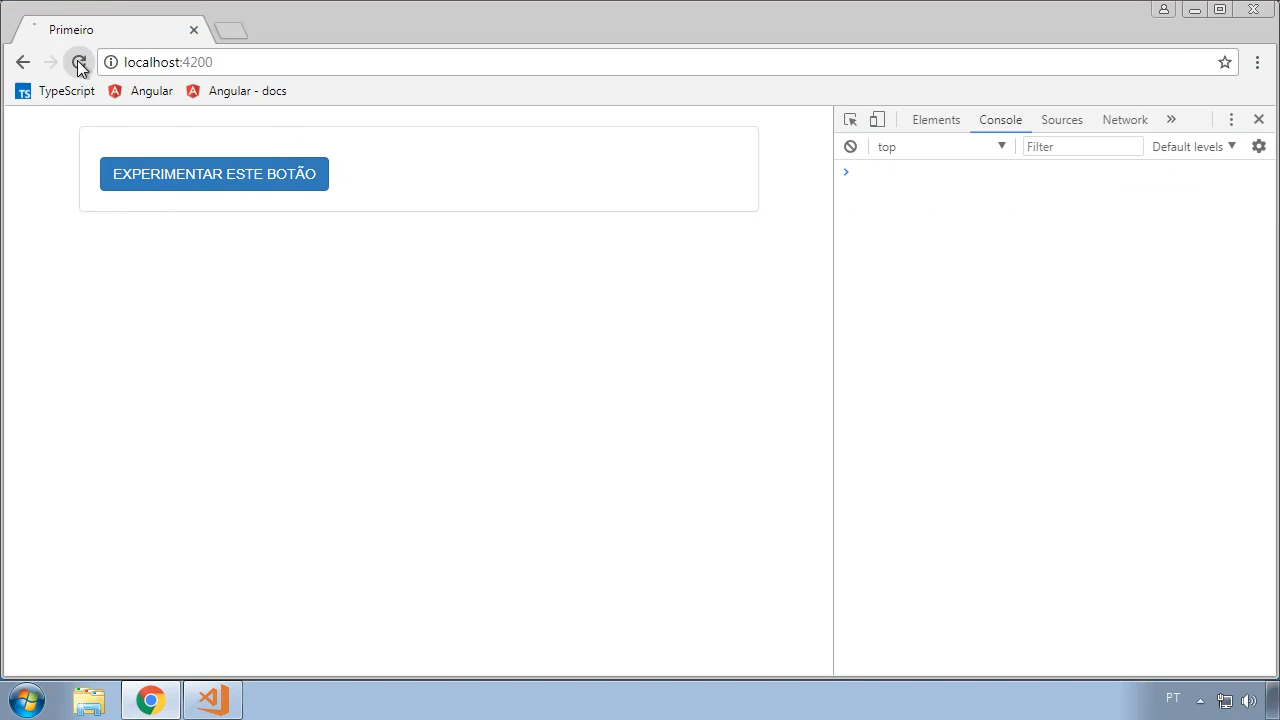 Primeiro
localhost:4200
TS TypeScript Angular Angular - docs
Elements Console Sources Network
top Filter Default levels
EXPERIMENTAR ESTE BOTÃO
PT